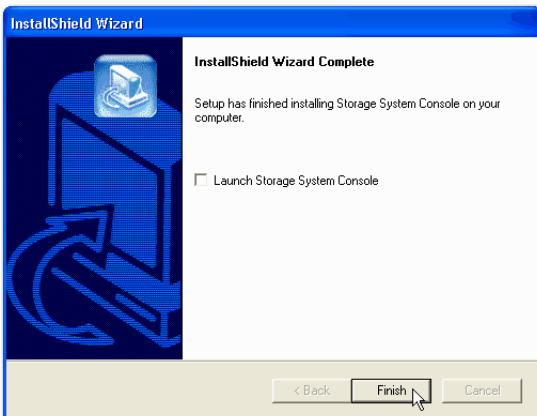 InstallShield Wizard
InstallShield Wizard Complete
Setup has finished installing Storage System Console on your
computer.
Launch Storage System Console
< Back
Finish
Cancel